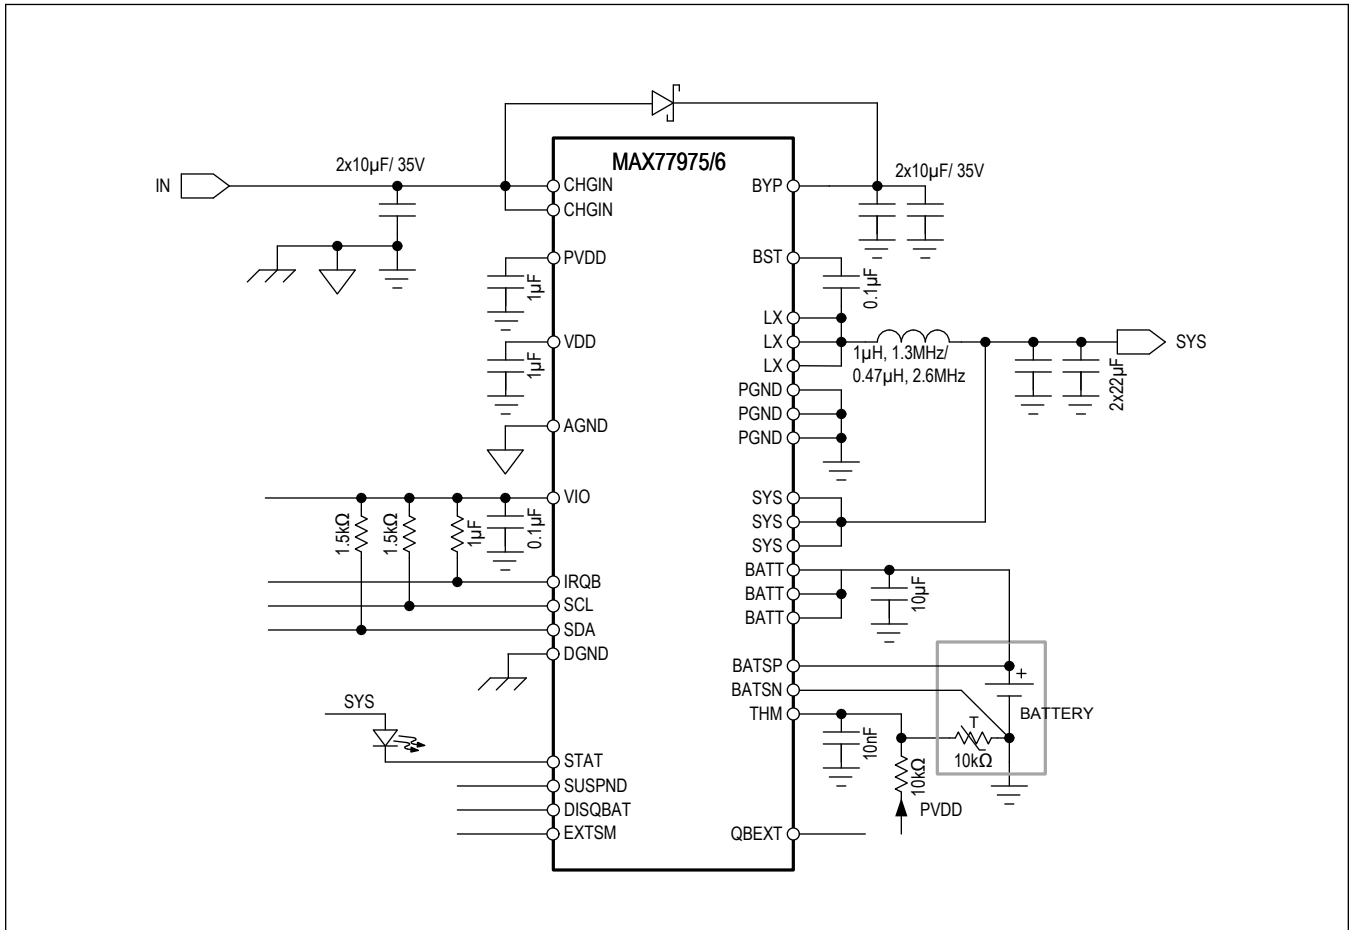 MAX77975/6
2x10µF/ 35V
IN
CHGIN
CHGIN
PVDD
1µF
VDD
1µF
AGND
VIO
1.5kΩ
1.5kΩ
1µF
0.1µF
IRQB
SCL
SDA
DGND
SYS
STAT
SUSPND
DISQBAT
EXTSM
BYP
2x10µF/ 35V
BST
0.1µF
LX
LX
LX
1µH, 1.3MHz/
0.47µH, 2.6MHz
SYS
2x22µF
PGND
PGND
PGND
SYS
SYS
SYS
BATT
BATT
BATT
10µF
BATSP
BATSN
THM
+
BATTERY
T
10kΩ
10nF
10kΩ
PVDD
QBEXT